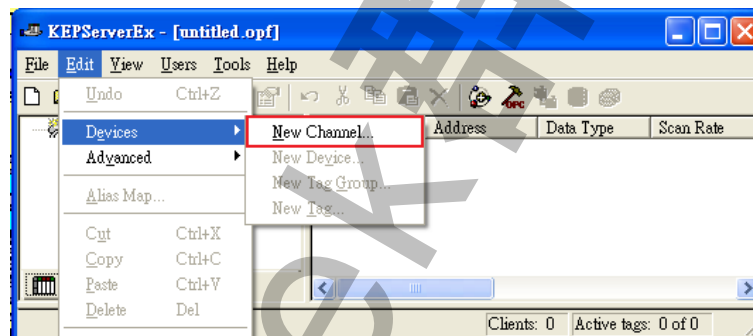 KEPServerEx - [untitled.opf]
File Edit View Users Tools Help
Undo Ctrl+Z
Devices New Channel... Address Data Type Scan Rate
Advanced New Device...
New Tag Group...
Alias Map...
New Tag...
Cut Ctrl+X
Copy Ctrl+C
Paste Ctrl+V
Delete Del
Clients: 0 Active tags: 0 of 0